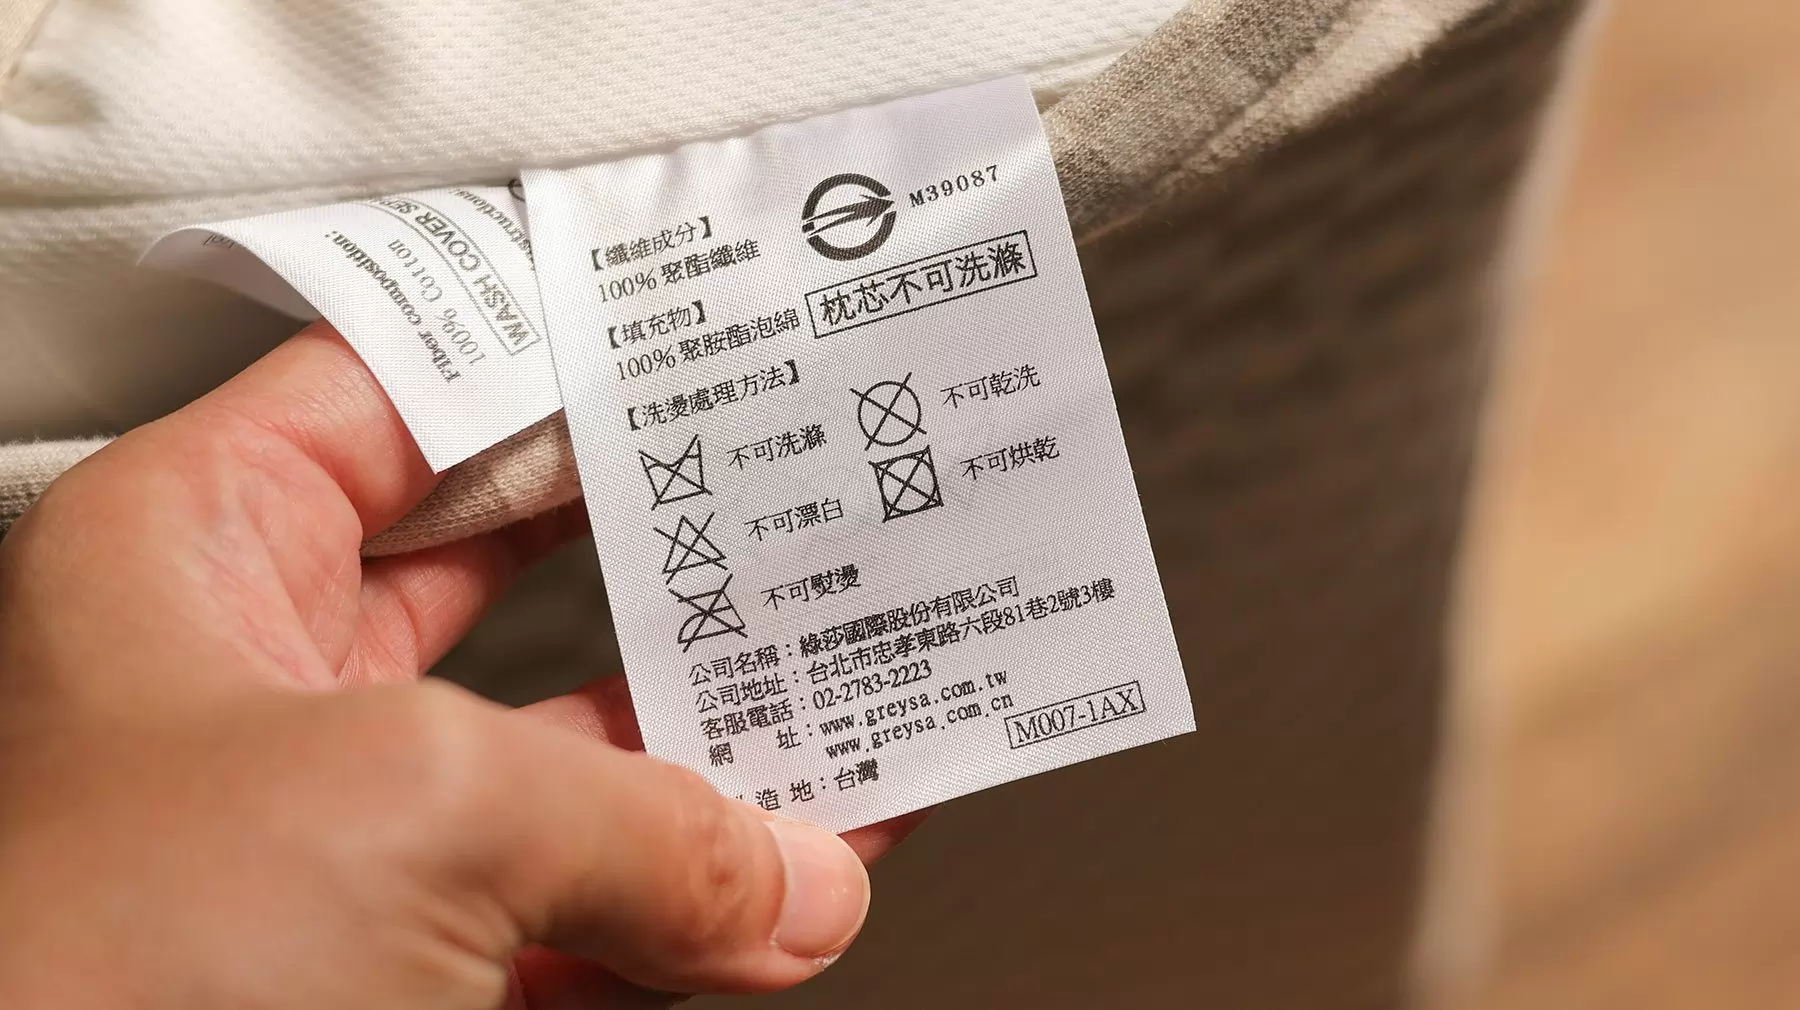 M39087
【纖維成分】
100% 聚酯纖維
枕芯不可洗滌
【填充物】
100% 聚胺酯泡綿
【洗燙處理方法】
不可洗滌
不可乾洗
不可漂白
不可烘乾
不可熨燙
公司名稱：綠莎國際股份有限公司
公司地址：台北市忠孝東路六段81巷2號3樓
客服電話：02-2783-2223
網 址：www.greysa.com.tw
www.greysa.com.cn
M007-1AX
造 地：台灣
WASH COVER
100% Cotton
Fiber composition: